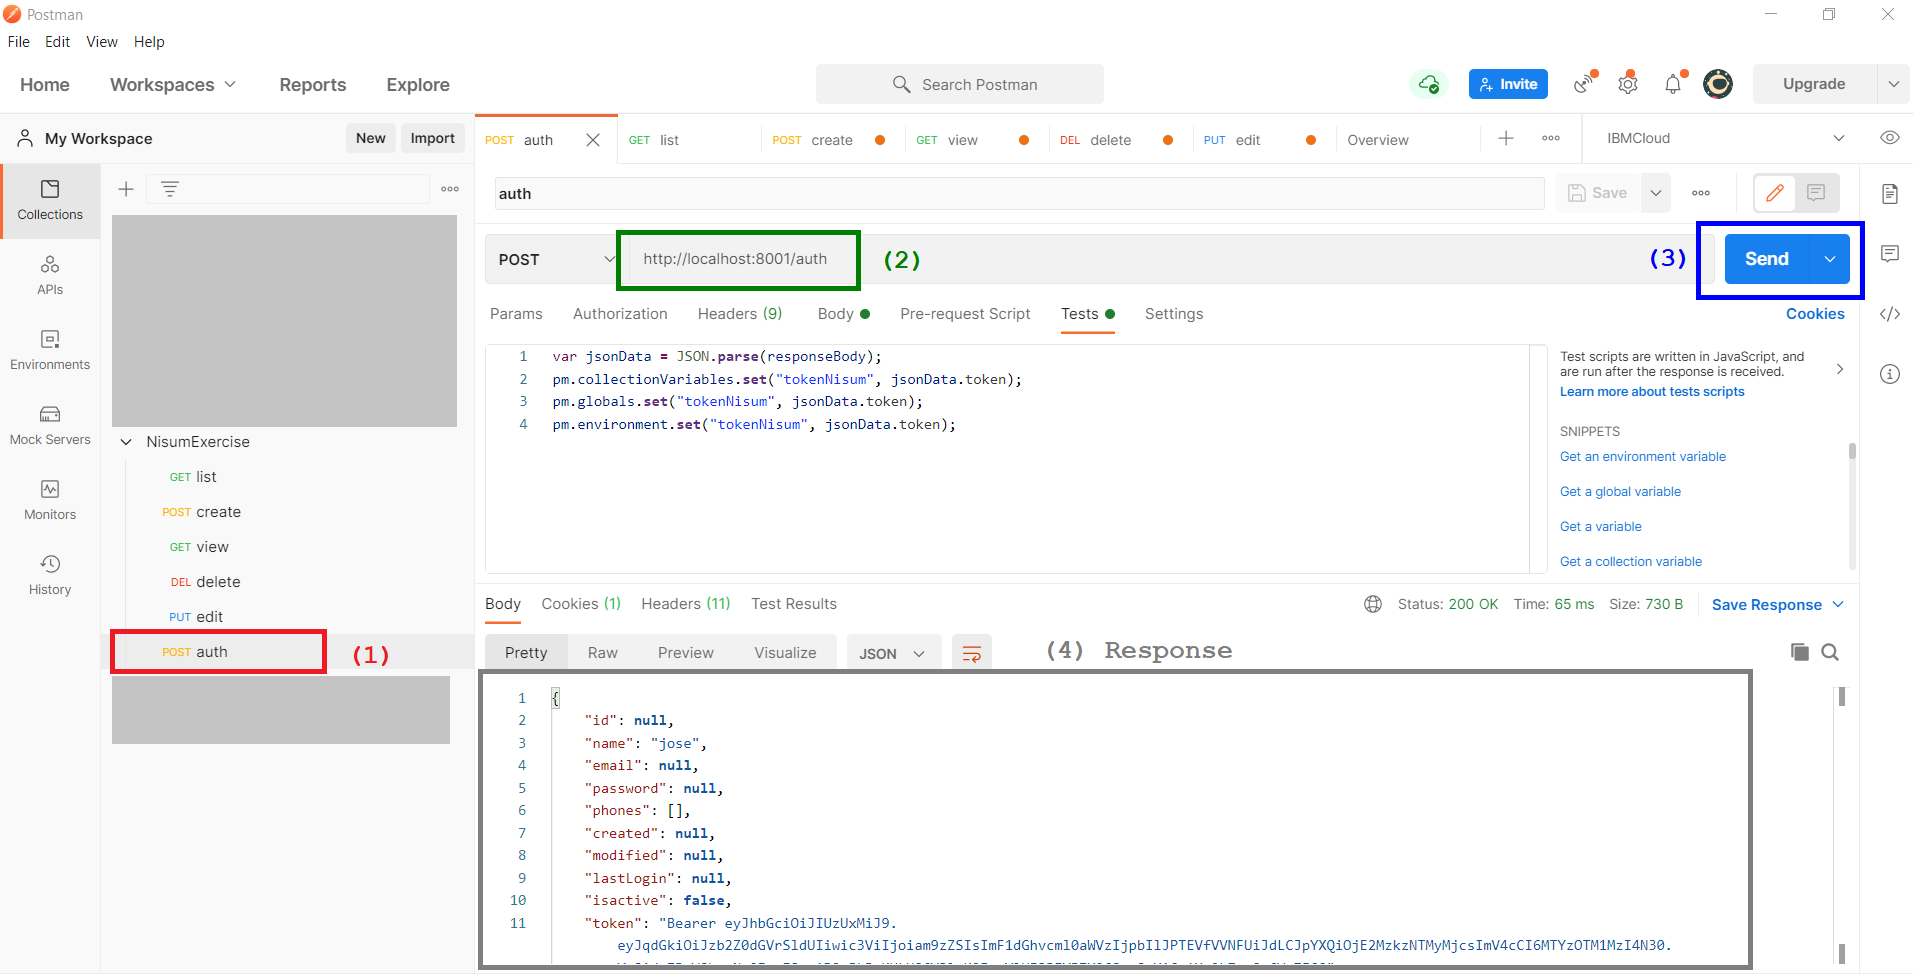 Postman
File Edit View Help
Home Workspaces Reports Explore
Search Postman
Invite
Upgrade
My Workspace
New Import
POST auth
GET list
POST create
GET view
DEL delete
PUT edit
Overview
IBMCloud
Collections
APIs
Environments
Mock Servers
Monitors
History
NisumExercise
GET list
POST create
GET view
DEL delete
PUT edit
POST auth
(1)
auth
Save
POST
http://localhost:8001/auth
(2)
(3)
Send
Params Authorization Headers (9) Body Pre-request Script Tests Settings
Cookies
1 var jsonData = JSON.parse(responseBody);
2 pm.collectionVariables.set("tokenNisum", jsonData.token);
3 pm.globals.set("tokenNisum", jsonData.token);
4 pm.environment.set("tokenNisum", jsonData.token);
Test scripts are written in JavaScript, and
are run after the response is received.
Learn more about tests scripts
SNIPPETS
Get an environment variable
Get a global variable
Get a variable
Get a collection variable
Body Cookies (1) Headers (11) Test Results
Status: 200 OK Time: 65 ms Size: 730 B
Save Response
Pretty Raw Preview Visualize JSON
(4) Response
1 {
2 "id": null,
3 "name": "jose",
4 "email": null,
5 "password": null,
6 "phones": [],
7 "created": null,
8 "modified": null,
9 "lastLogin": null,
10 "isactive": false,
11 "token": "Bearer eyJhbGciOiJIUzUxMiJ9.
eyJqdGkiOiJzb2Z0dGVrSldUIiwic3ViIjoiam9zZSIsImF1dGhvcml0aWVzIjpbIlJPTEVfVVNFUiJdLCJpYXQiOjE2MzkzNTMyMjcsImV4cCI6MTYzOTM1MzI4N30.